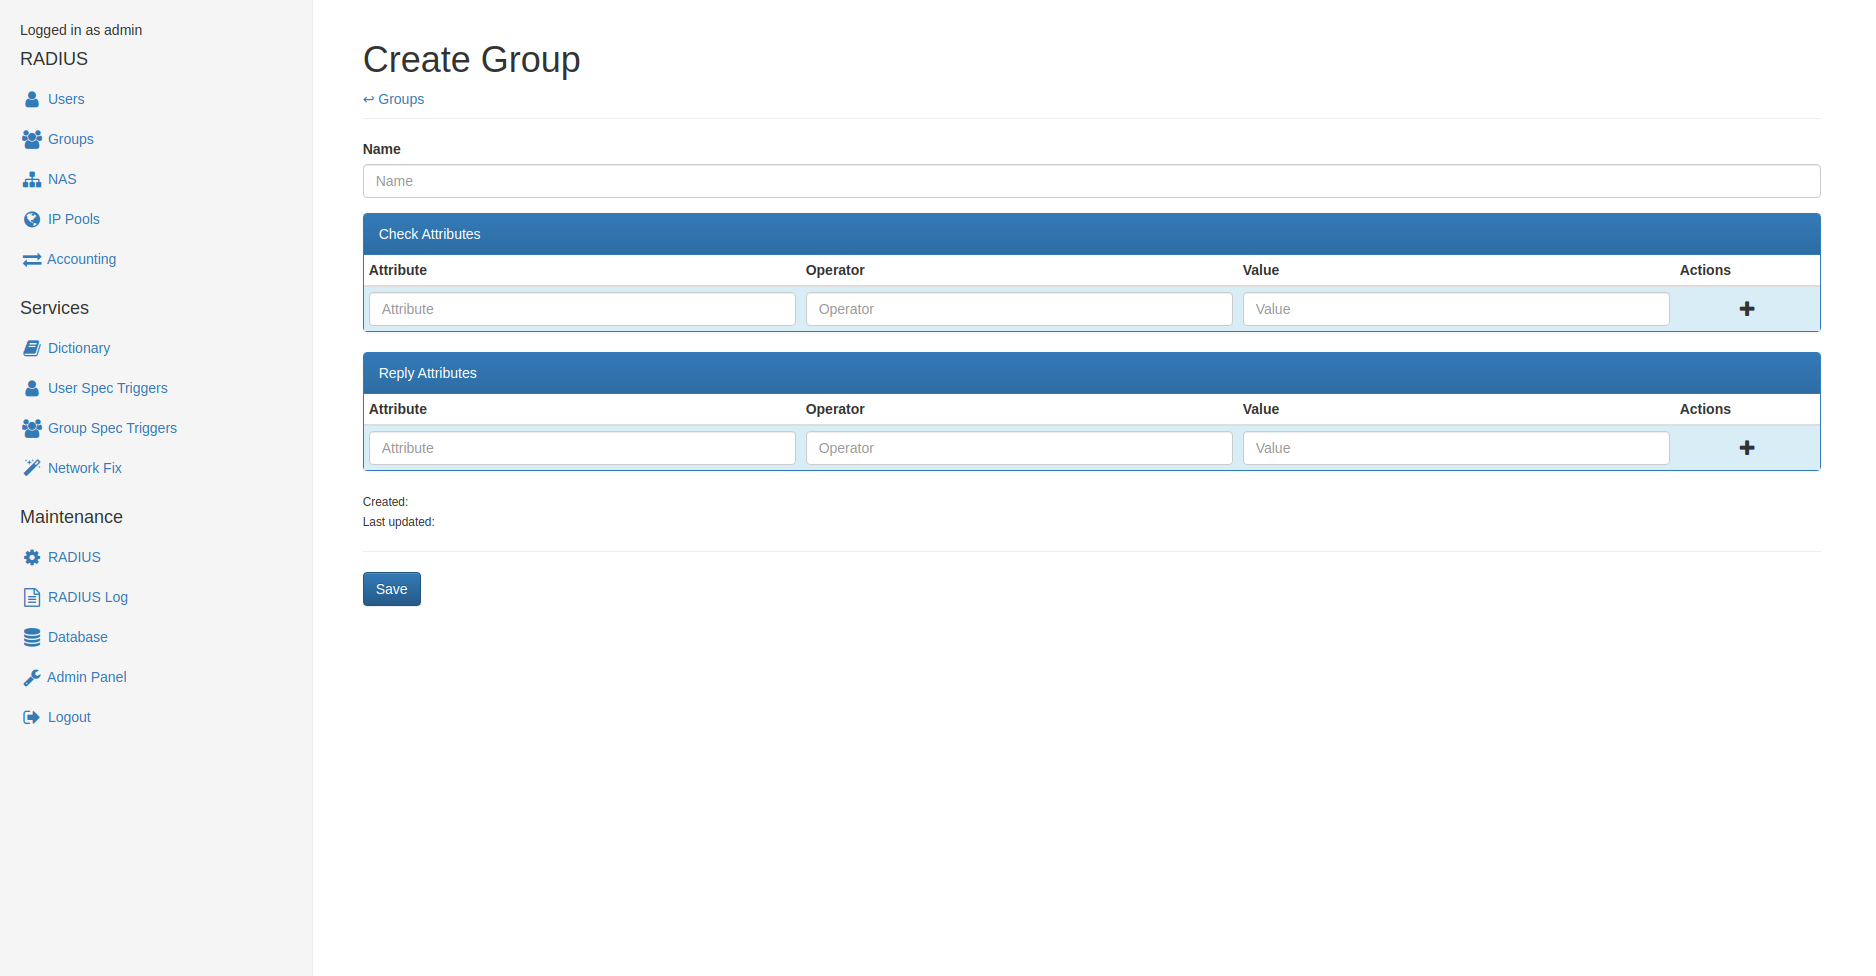 Logged in as admin
RADIUS
Users
Groups
NAS
IP Pools
Accounting
Services
Dictionary
User Spec Triggers
Group Spec Triggers
Network Fix
Maintenance
RADIUS
RADIUS Log
Database
Admin Panel
Logout
Create Group
↩ Groups
Name
Name
Check Attributes
Attribute Operator Value Actions
Attribute Operator Value
Reply Attributes
Attribute Operator Value Actions
Attribute Operator Value
Created:
Last updated:
Save